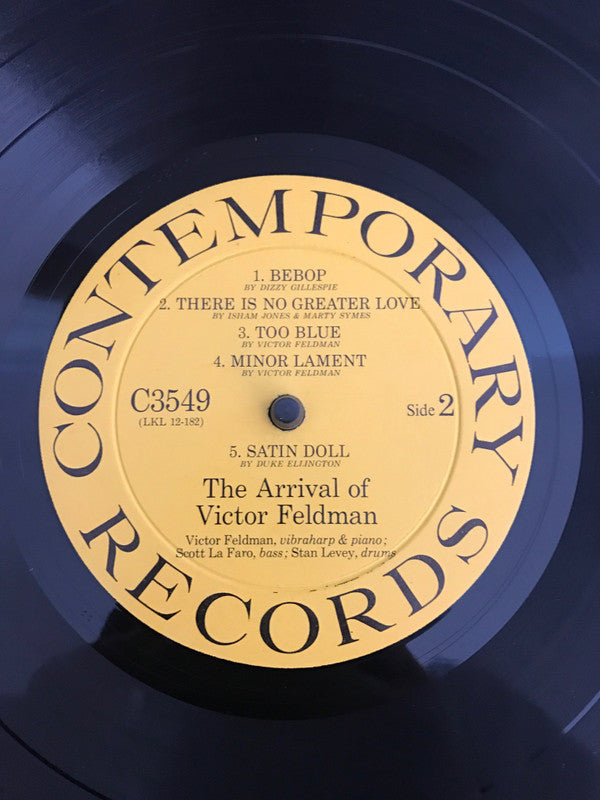 CONTEMPORARY
1. BEBOP
BY DIZZY GILLESPIE
2. THERE IS NO GREATER LOVE
BY ISHAM JONES & MARTY SYMES
3. TOO BLUE
BY VICTOR FELDMAN
4. MINOR LAMENT
BY VICTOR FELDMAN
C3549
(LKL 12-182)
Side 2
5. SATIN DOLL
BY DUKE ELLINGTON
The Arrival of
Victor Feldman
Victor Feldman, vibraharp & piano;
Scott La Faro, bass; Stan Levey, drums
RECORDS